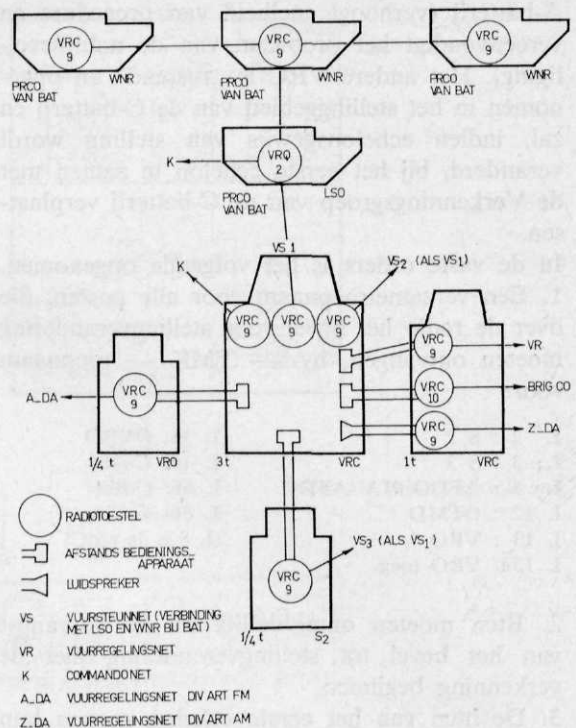 VRC
9
PRCO
VAN BAT
WNR
VRC
9
PRCO
VAN BAT
WNR
VRC
9
PRCO
VAN BAT
WNR
K
VRQ
2
PRCO
VAN BAT
LSO
VS 1
K
VS2 (ALS VS1)
VRC
9
VRC
9
VRC
9
VRC
9
VR
VRC
10
BRIG CO
VRC
9
Z_DA
A_DA
VRC
9
1/4 t
VRO
3t
VRC
1t
VRC
VRC
9
VS3 (ALS VS1)
1/4 t
S2
RADIOTOESTEL
AFSTANDS BEDIENINGS_
APPARAAT
LUIDSPREKER
VS VUURSTEUNNET (VERBINDING
MET LSO EN WNR BIJ BAT)
VR VUURREGELINGSNET
K COMMANDONET
A_DA VUURREGELINGSNET DIV ART FM
Z_DA VUURREGELINGSNET DIV ART AM